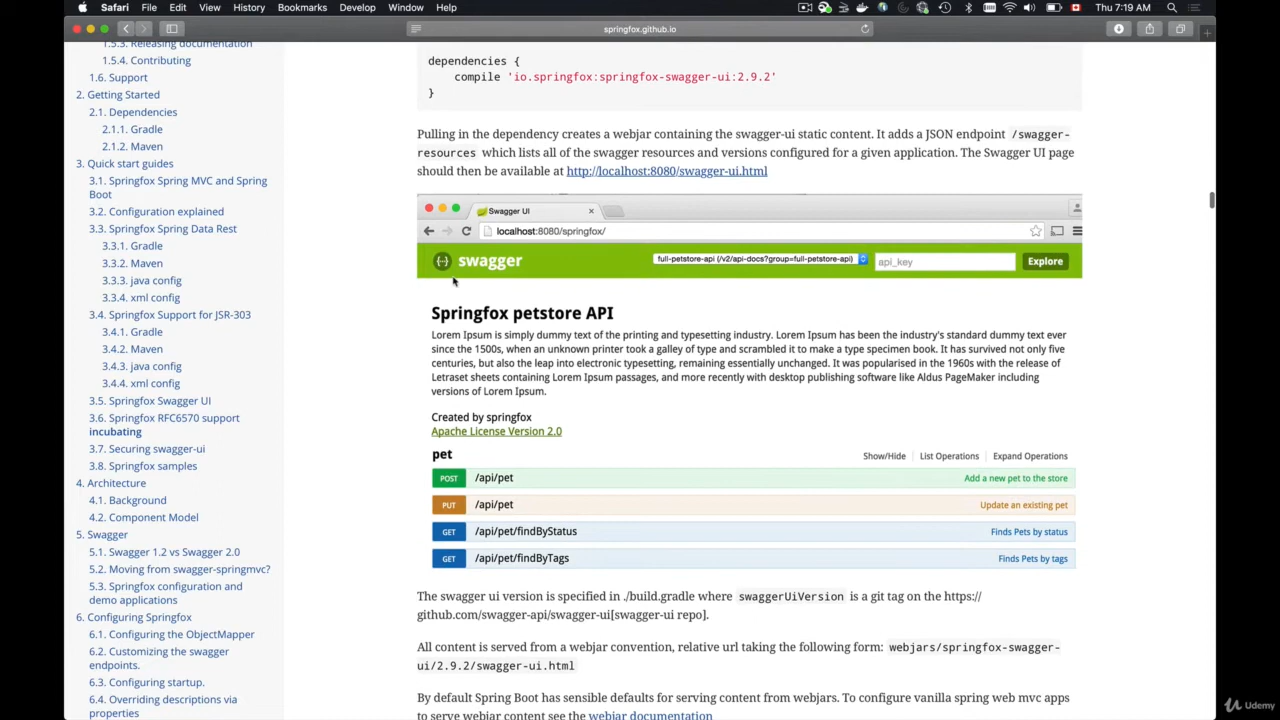 Safari File Edit View History Bookmarks Develop Window Help Thu 7:19 AM
springfox.github.io
1.5.3. Releasing documentation
1.5.4. Contributing
1.6. Support
2. Getting Started
2.1. Dependencies
2.1.1. Gradle
2.1.2. Maven
3. Quick start guides
3.1. Springfox Spring MVC and Spring
Boot
3.2. Configuration explained
3.3. Springfox Spring Data Rest
3.3.1. Gradle
3.3.2. Maven
3.3.3. java config
3.3.4. xml config
3.4. Springfox Support for JSR-303
3.4.1. Gradle
3.4.2. Maven
3.4.3. java config
3.4.4. xml config
3.5. Springfox Swagger UI
3.6. Springfox RFC6570 support
incubating
3.7. Securing swagger-ui
3.8. Springfox samples
4. Architecture
4.1. Background
4.2. Component Model
5. Swagger
5.1. Swagger 1.2 vs Swagger 2.0
5.2. Moving from swagger-springmvc?
5.3. Springfox configuration and
demo applications
6. Configuring Springfox
6.1. Configuring the ObjectMapper
6.2. Customizing the swagger
endpoints.
6.3. Configuring startup.
6.4. Overriding descriptions via
properties
dependencies {
compile 'io.springfox:springfox-swagger-ui:2.9.2'
}
Pulling in the dependency creates a webjar containing the swagger-ui static content. It adds a JSON endpoint /swagger-
resources which lists all of the swagger resources and versions configured for a given application. The Swagger UI page
should then be available at http://localhost:8080/swagger-ui.html
Swagger UI
localhost:8080/springfox/
swagger full-petstore-api (/v2/api-docs?group=full-petstore-api) api_key Explore
Springfox petstore API
Lorem Ipsum is simply dummy text of the printing and typesetting industry. Lorem Ipsum has been the industry's standard dummy text ever
since the 1500s, when an unknown printer took a galley of type and scrambled it to make a type specimen book. It has survived not only five
centuries, but also the leap into electronic typesetting, remaining essentially unchanged. It was popularised in the 1960s with the release of
Letraset sheets containing Lorem Ipsum passages, and more recently with desktop publishing software like Aldus PageMaker including
versions of Lorem Ipsum.
Created by springfox
Apache License Version 2.0
pet Show/Hide List Operations Expand Operations
POST /api/pet Add a new pet to the store
PUT /api/pet Update an existing pet
GET /api/pet/findByStatus Finds Pets by status
GET /api/pet/findByTags Finds Pets by tags
The swagger ui version is specified in ./build.gradle where swaggerUiVersion is a git tag on the https://
github.com/swagger-api/swagger-ui[swagger-ui repo].
All content is served from a webjar convention, relative url taking the following form: webjars/springfox-swagger-
ui/2.9.2/swagger-ui.html
By default Spring Boot has sensible defaults for serving content from webjars. To configure vanilla spring web mvc apps
to serve webjar content see the webjar documentation
Udemy